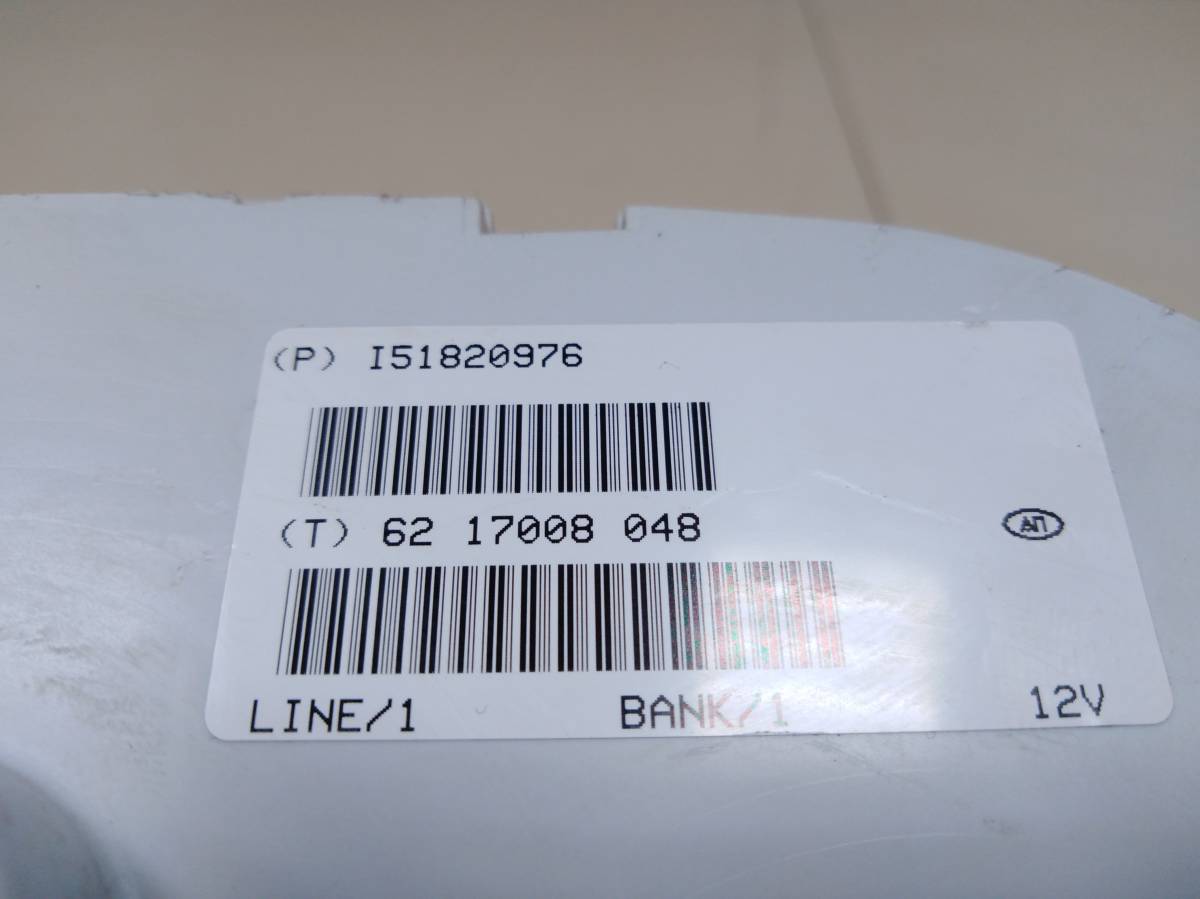 (P) I51820976
(T) 62 17008 048
LINE/1 BANK/1 12V